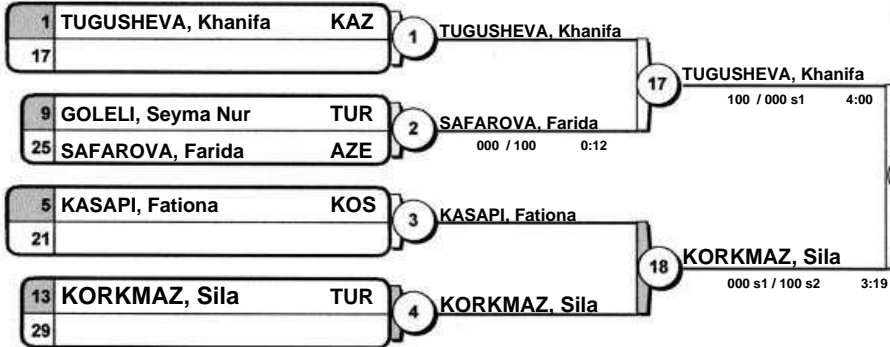 1 TUGUSHEVA, Khanifa KAZ
17
1
TUGUSHEVA, Khanifa
9 GOLELI, Seyma Nur TUR
25 SAFAROVA, Farida AZE
2
SAFAROVA, Farida
000 / 100 0:12
17
TUGUSHEVA, Khanifa
100 / 000 s1 4:00
5 KASAPI, Fationa KOS
21
3
KASAPI, Fationa
13 KORKMAZ, Sila TUR
29
4
KORKMAZ, Sila
18
KORKMAZ, Sila
000 s1 / 100 s2 3:19